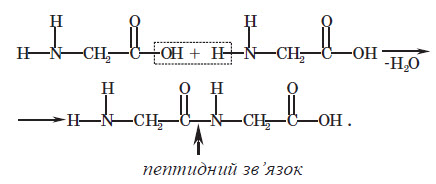 H O H O
H–N–CH₂–C–OH + H–N–CH₂–C–OH
-H₂O
H O H O
H–N–CH₂–C–N–CH₂–C–OH.
пептидний зв’язок